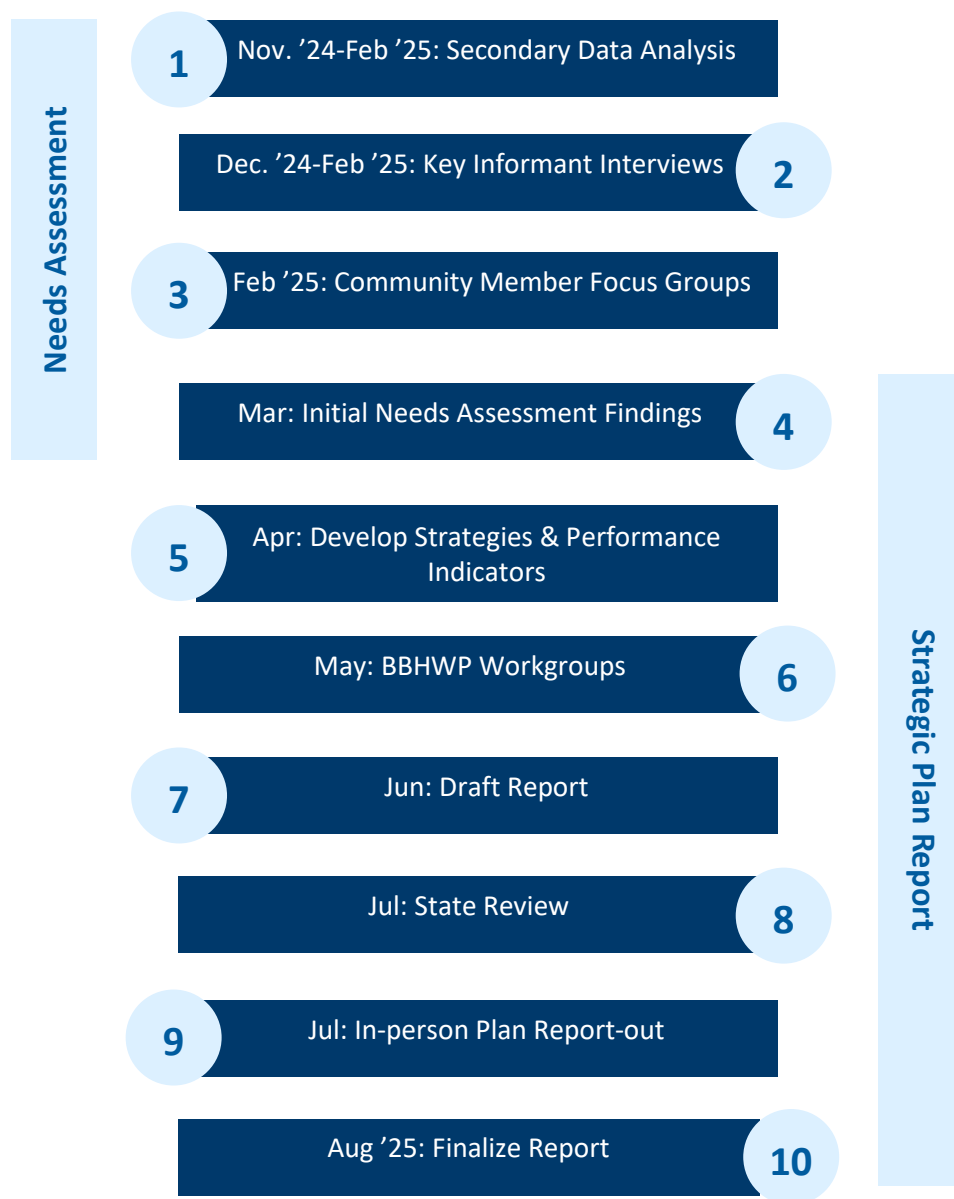 Needs Assessment
1
Nov. ’24-Feb ’25: Secondary Data Analysis
Dec. ’24-Feb ’25: Key Informant Interviews
2
3
Feb ’25: Community Member Focus Groups
Mar: Initial Needs Assessment Findings
4
Strategic Plan Report
5
Apr: Develop Strategies & Performance
Indicators
May: BBHWP Workgroups
6
7
Jun: Draft Report
Jul: State Review
8
9
Jul: In-person Plan Report-out
Aug ’25: Finalize Report
10